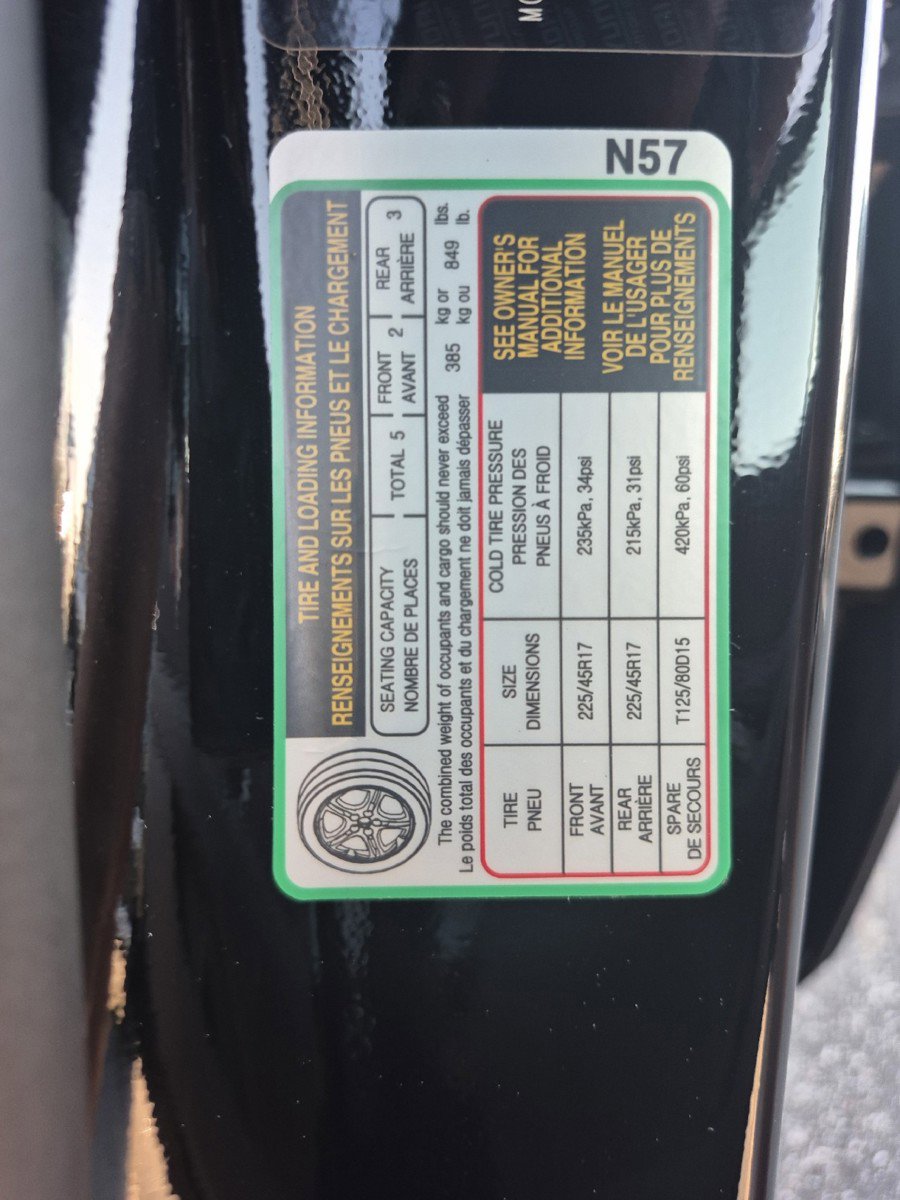 N57
TIRE AND LOADING INFORMATION
RENSEIGNEMENTS SUR LES PNEUS ET LE CHARGEMENT
SEATING CAPACITY
NOMBRE DE PLACES
TOTAL 5
FRONT
AVANT 2
REAR
ARRIÈRE 3
The combined weight of occupants and cargo should never exceed 385 kg or 849 lbs.
Le poids total des occupants et du chargement ne doit jamais dépasser 385 kg ou 849 lb.
TIRE
PNEU
SIZE
DIMENSIONS
COLD TIRE PRESSURE
PRESSION DES
PNEUS À FROID
FRONT
AVANT
225/45R17
235kPa, 34psi
REAR
ARRIÈRE
225/45R17
215kPa, 31psi
SPARE
DE SECOURS
T125/80D15
420kPa, 60psi
SEE OWNER'S
MANUAL FOR
ADDITIONAL
INFORMATION
VOIR LE MANUEL
DE L'USAGER
POUR PLUS DE
RENSEIGNEMENTS